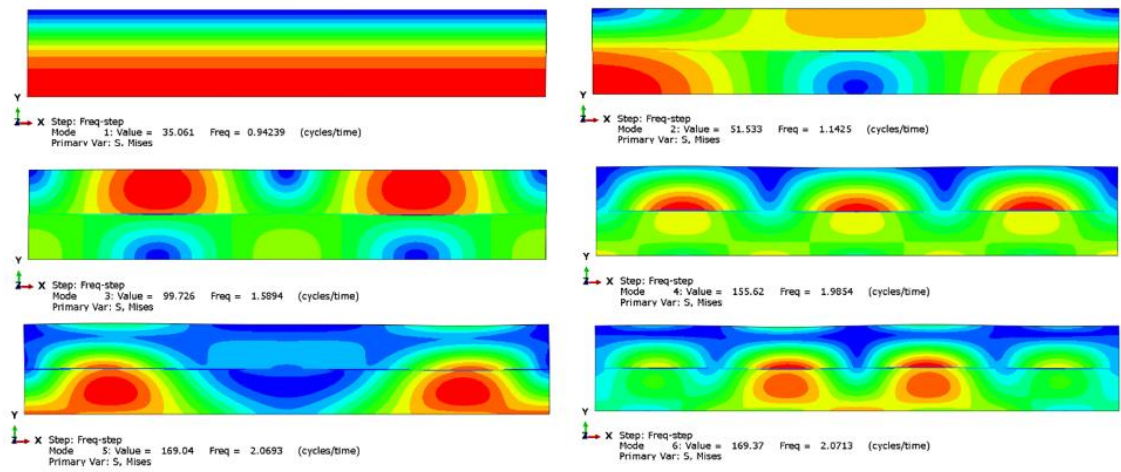 Y
Z X Step: Freq-step
Mode 1: Value = 35.061 Freq = 0.94239 (cycles/time)
Primary Var: S, Mises
Y
Z X Step: Freq-step
Mode 2: Value = 51.533 Freq = 1.1425 (cycles/time)
Primary Var: S, Mises
Y
Z X Step: Freq-step
Mode 3: Value = 99.726 Freq = 1.5894 (cycles/time)
Primary Var: S, Mises
Y
Z X Step: Freq-step
Mode 4: Value = 155.62 Freq = 1.9854 (cycles/time)
Primary Var: S, Mises
Y
Z X Step: Freq-step
Mode 5: Value = 169.04 Freq = 2.0693 (cycles/time)
Primary Var: S, Mises
Y
Z X Step: Freq-step
Mode 6: Value = 169.37 Freq = 2.0713 (cycles/time)
Primary Var: S, Mises